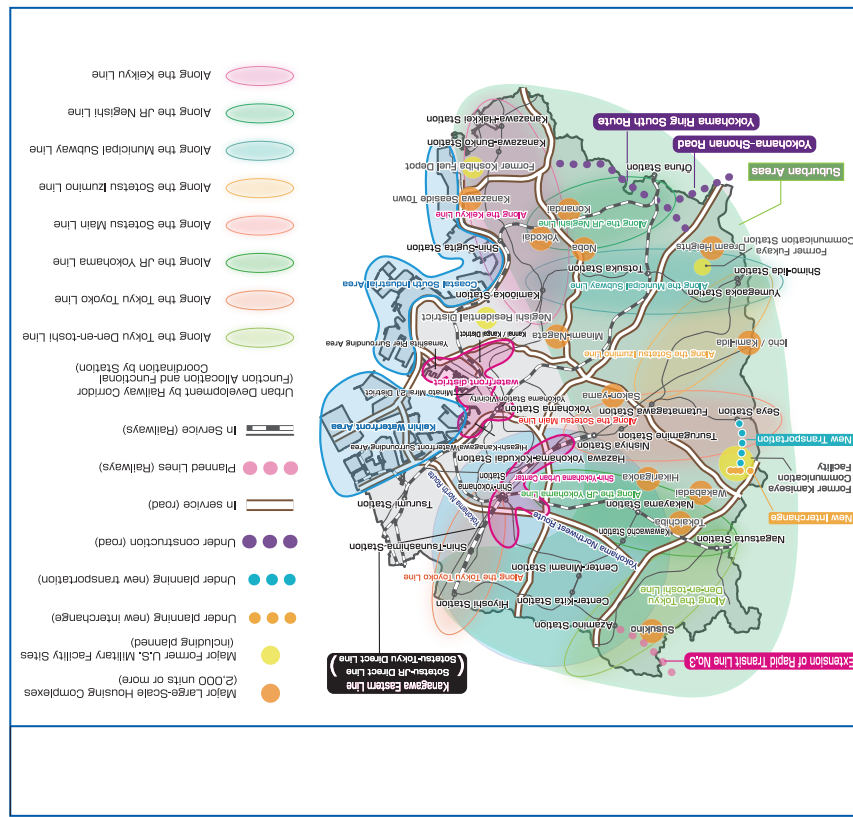 Kanagawa Eastern Line
Sotetsu-JR Direct Line
Sotetsu-Tokyu Direct Line
Susukino
Azamino Station
Along the Tokyu
Den-en-toshi Line
Center-Kita Station
Center-Minami Station
Hiyoshi Station
Along the Tokyu Toyoko Line
Shin-Tsunashima Station
Nagatsuta Station
Yokohama West Northwest Route
Kawawacho Station
Tokaichiba
New Interchange
Nakayama Station
Wakabadai
Along the JR Yokohama Line
Yokohama North Route
Tsurumi Station
Shin-Yokohama
Station
Former Kamiseya
Communication
Facility
Hikarigaoka
Shin-Yokohama Urban Center
Hazawa Yokohama-Kokudai Station
Higashi-Kanagawa Waterfront Surrounding Area
New Transportation
Tsurugamine Station
Nishiya Station
Along the Sotetsu Main Line
Keihin Waterfront Area
Seya Station
Futamatagawa Station
Yokohama Station
Sakon-yama
Yokohama Station Vicinity
Minato Mirai 21 District
waterfront district
Along the Sotetsu Izumino Line
Ichō / Kami-Iida
Minami-Nagata
Kannai / Kangai District
Yamashita Pier Surrounding Area
Negishi Residential District
Yumegaoka Station
Along the Municipal Subway Line
Kamiōoka Station
Coastal Industrial South Area
Shimo-Iida Station
Totsuka Station
Former Fukaya
Communication Station
Dream Heights
Noba
Yokodai
Shin-Sugita Station
Along the JR Negishi Line
Konandai
Along the Keikyu Line
Kanazawa Seaside Town
Suburban Areas
Ōfuna Station
Former Koshiba Fuel Depot
Yokohama-Shonan Road
Kanazawa-Bunko Station
Yokohama Ring South Route
Kanazawa-Hakkei
Station
Major Large-Scale Housing Complexes
(2,000 units or more)
Major Former U.S. Military Facility Sites
(including planned)
Under planning (new interchange)
Under planning (new transportation)
Under construction (road)
In service (road)
Planned Lines (Railways)
In Service (Railways)
Urban Development by Railway Corridor
(Function Allocation and Functional
Coordination by Station)
Along the Tokyu Den-en-toshi Line
Along the Tokyu Toyoko Line
Along the JR Yokohama Line
Along the Sotetsu Main Line
Along the Sotetsu Izumino Line
Along the Municipal Subway Line
Along the JR Negishi Line
Along the Keikyu Line